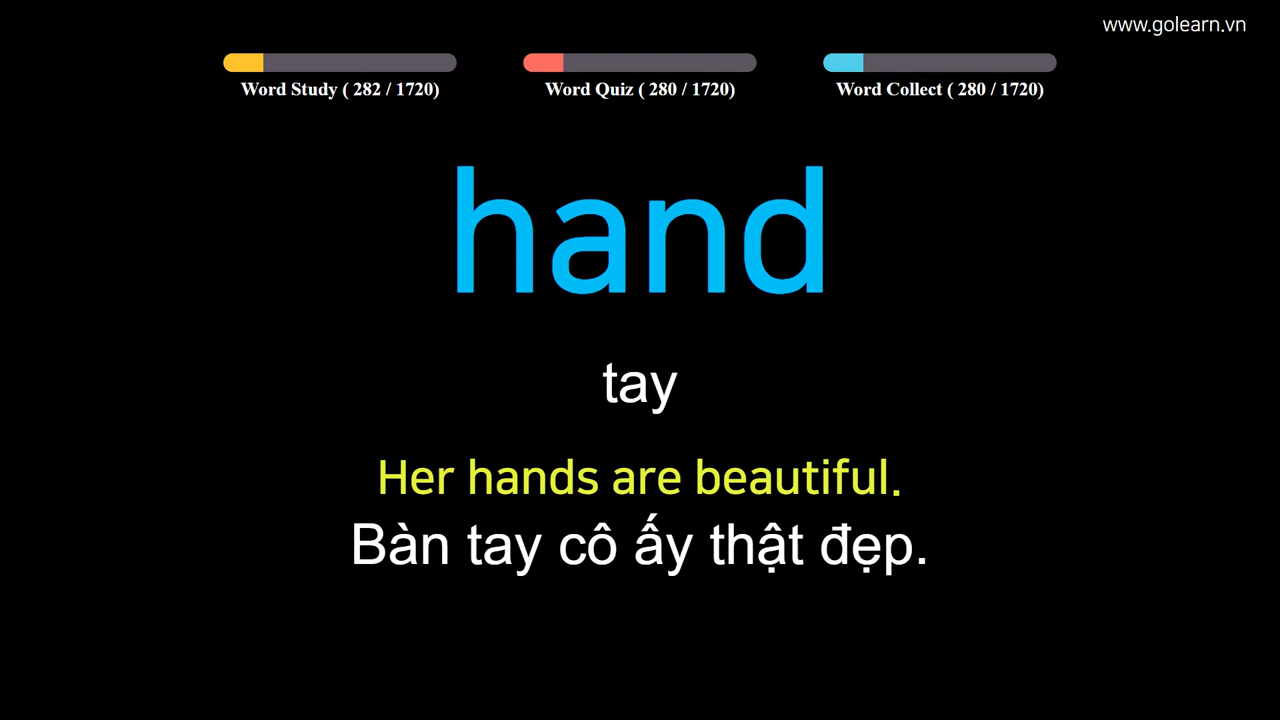 www.golearn.vn
Word Study ( 282 / 1720)
Word Quiz ( 280 / 1720)
Word Collect ( 280 / 1720)
hand
tay
Her hands are beautiful.
Bàn tay cô ấy thật đẹp.